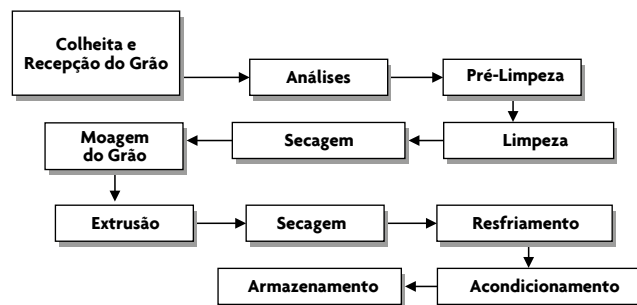 Colheita e
Recepção do Grão
Análises
Pré-Limpeza
Limpeza
Secagem
Moagem
do Grão
Extrusão
Secagem
Resfriamento
Acondicionamento
Armazenamento